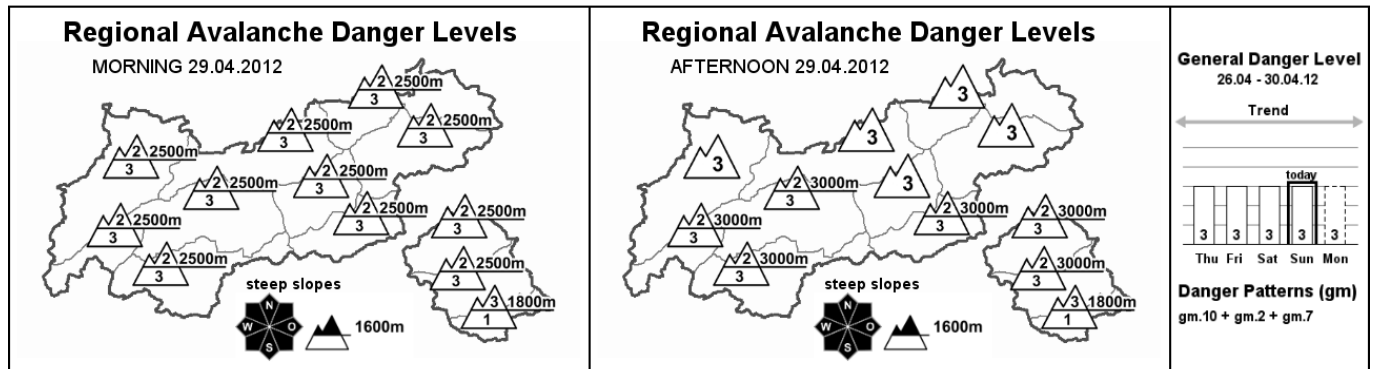 Regional Avalanche Danger Levels
MORNING 29.04.2012
2 2500m
3
2 2500m
3
2 2500m
3
2 2500m
3
2 2500m
3
2 2500m
3
2 2500m
3
2 2500m
3
2 2500m
3
2 2500m
3
2 2500m
3
3 1800m
1
steep slopes
N
W O
S
1600m
Regional Avalanche Danger Levels
AFTERNOON 29.04.2012
3
3
3
3
3
2 3000m
3
2 3000m
3
2 3000m
3
2 3000m
3
2 3000m
3
2 3000m
3
3 1800m
1
steep slopes
N
W O
S
1600m
General Danger Level
26.04 - 30.04.12
Trend
today
3 3 3 3 3
Thu Fri Sat Sun Mon
Danger Patterns (gm)
gm.10 + gm.2 + gm.7